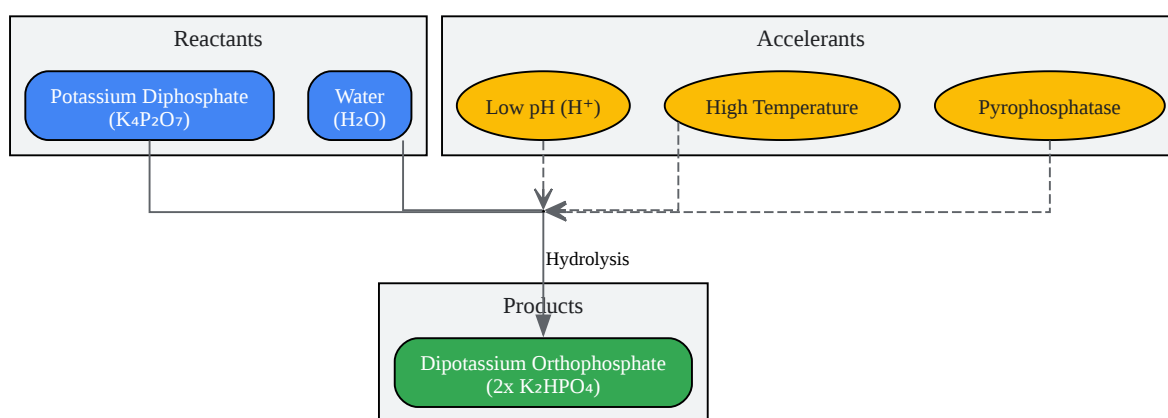 Reactants
Potassium Diphosphate
(K₄P₂O₇)
Water
(H₂O)
Accelerants
Low pH (H⁺)
High Temperature
Pyrophosphatase
Hydrolysis
Products
Dipotassium Orthophosphate
(2x K₂HPO₄)